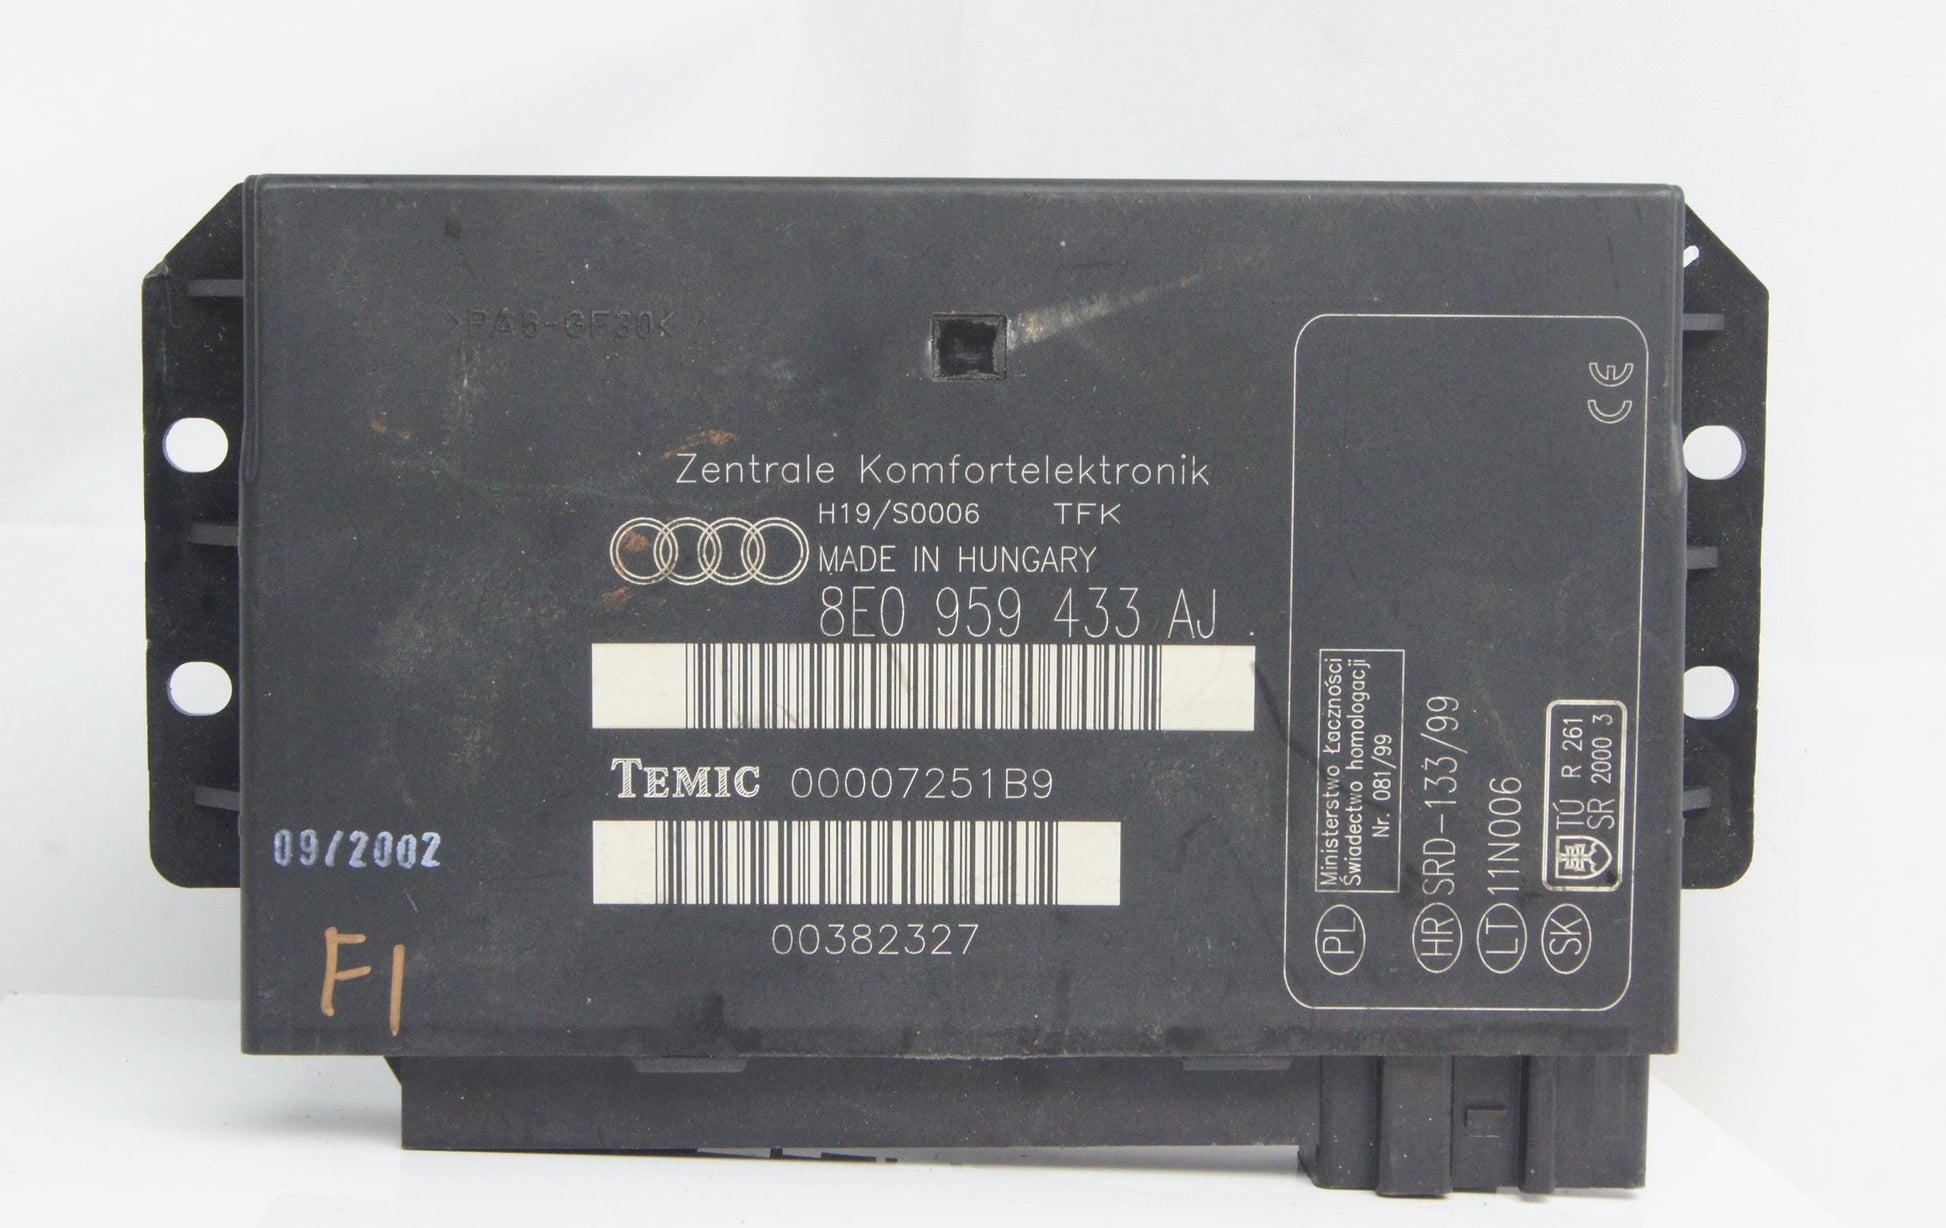 >PA6-GF30<
Zentrale Komfortelektronik
H19/S0006 TFK
MADE IN HUNGARY
8E0 959 433 AJ
TEMIC 00007251B9
00382327
09/2002
F1
CE
PL Ministerstwo Łączności
Świadectwo homologacji
Nr. 081/99
HR SRD-133/99
LT 11N006
SK TÚ R 261
SR 2000 3